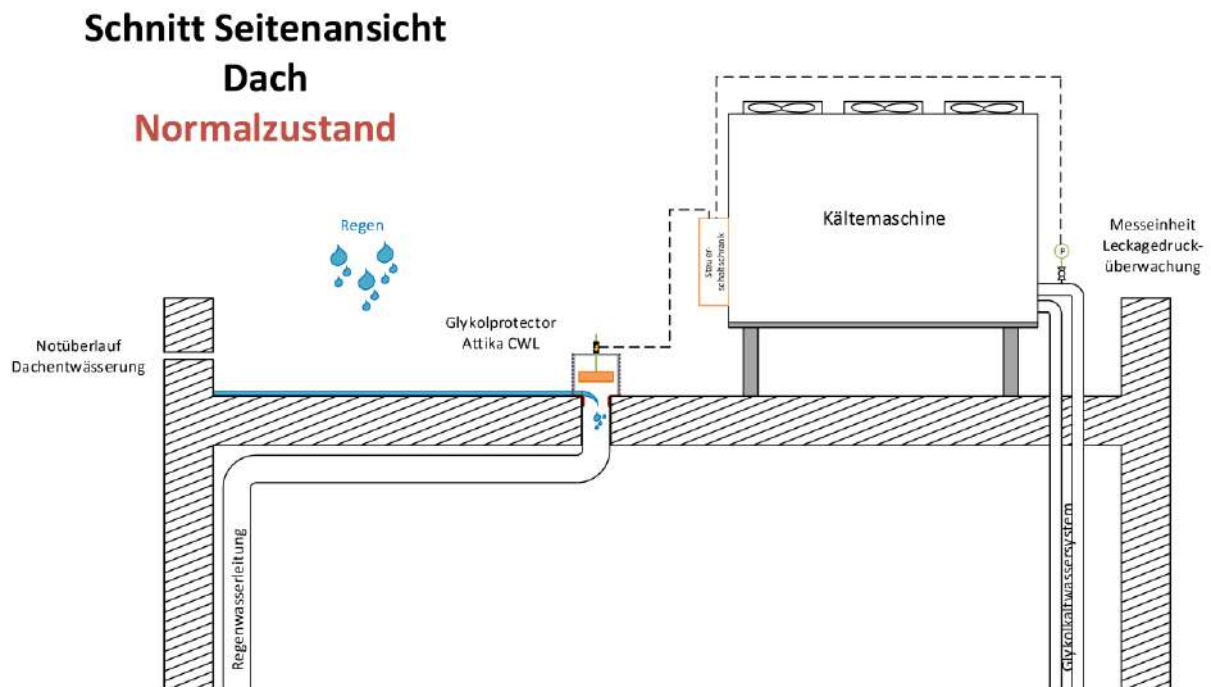 Schnitt Seitenansicht
Dach
Normalzustand
Regen
Kältemaschine
Steuer-
schaltschrank
P
Messeinheit
Leckagedruck-
überwachung
Glykolprotector
Attika CWL
Notüberlauf
Dachentwässerung
Regenwasserleitung
Glykolkaltwassersystem